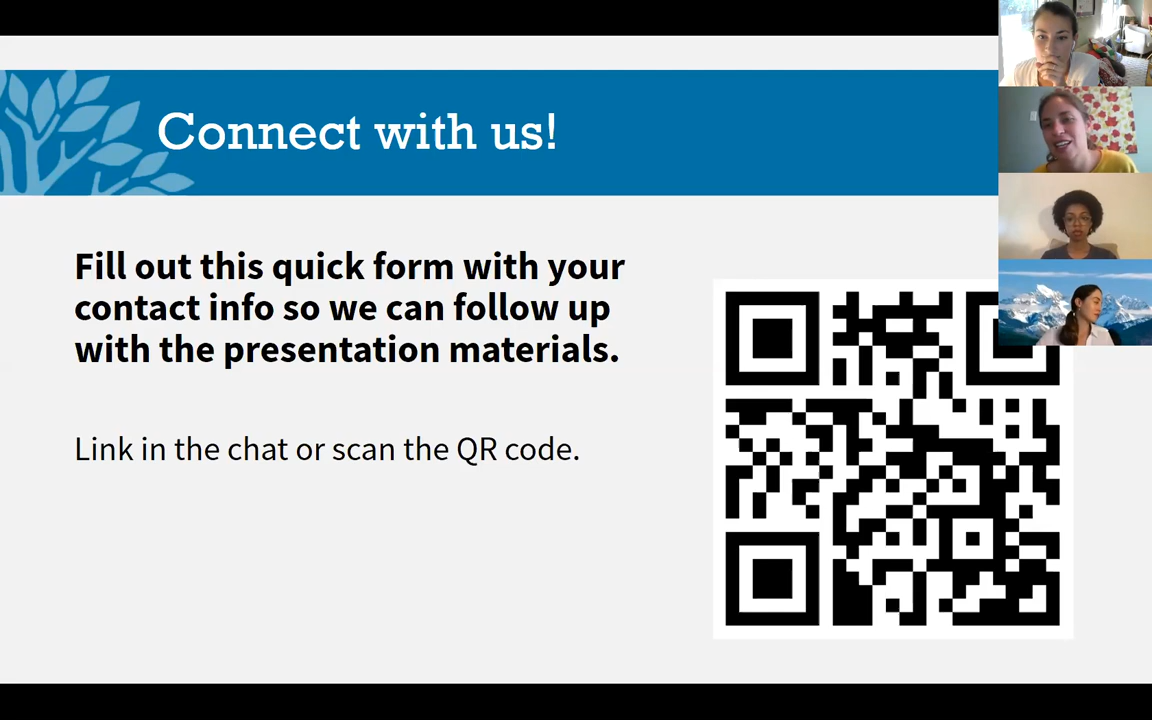 Connect with us!
Fill out this quick form with your
contact info so we can follow up
with the presentation materials.
Link in the chat or scan the QR code.